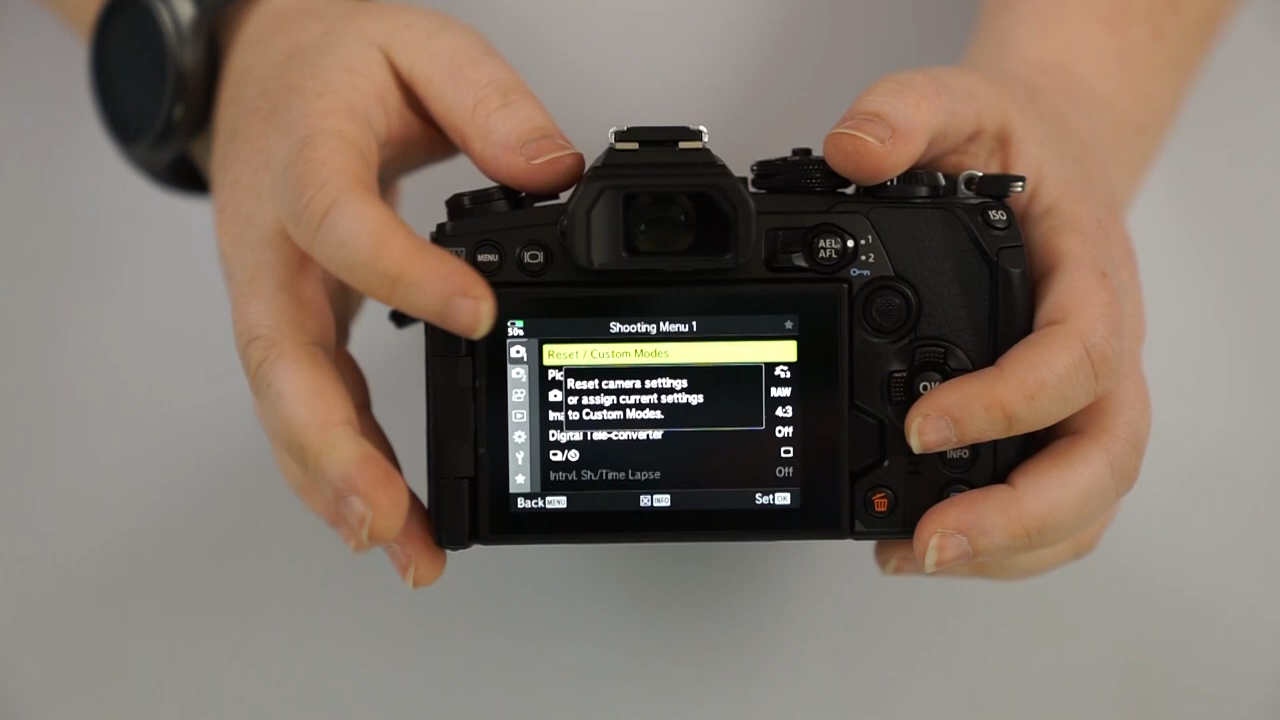 ISO
MENU
AEL
AFL
1
2
50%
Shooting Menu 1
Reset / Custom Modes
Reset camera settings
or assign current settings
to Custom Modes.
RAW
4:3
Digital Tele-converter Off
Intrvl. Sh./Time Lapse Off
Back MENU INFO Set OK
OK
INFO